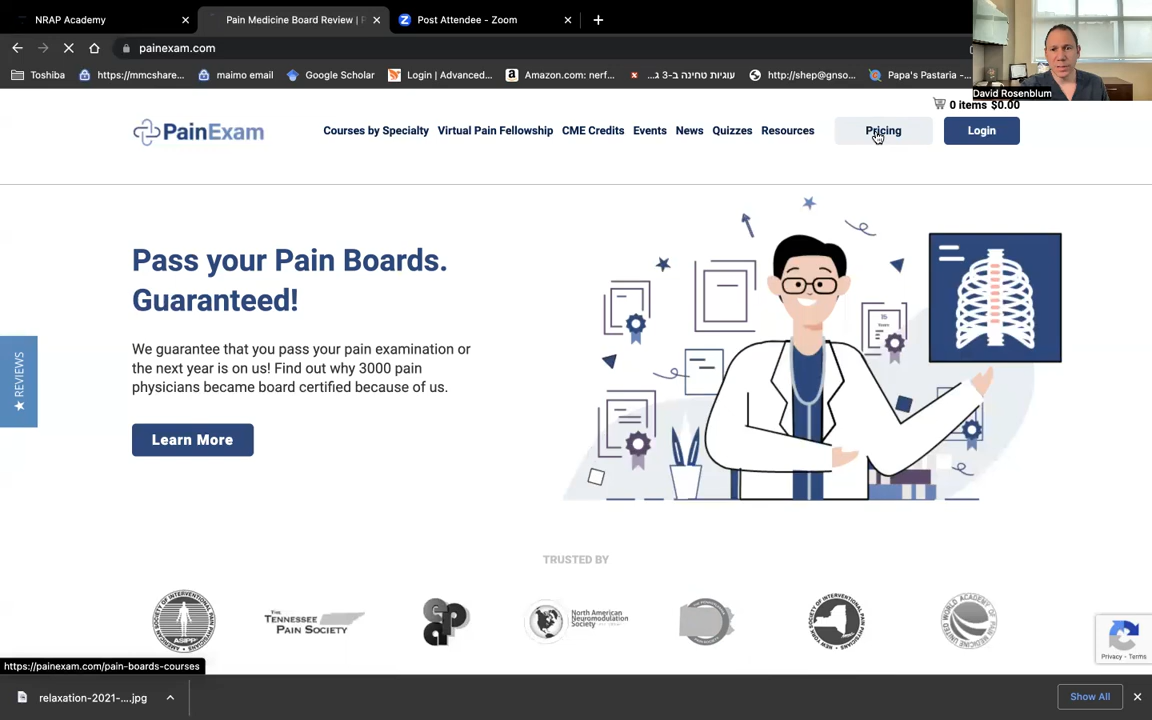 NRAP Academy
Pain Medicine Board Review | P
Post Attendee - Zoom
painexam.com
Toshiba
https://mmcshare...
maimo email
Google Scholar
Login | Advanced...
Amazon.com: nerf...
עוגיות טחינה ב-3 ג...
http://shep@gnso...
Papa's Pastaria -...
David Rosenblum
0 items $0.00
PainExam
Courses by Specialty
Virtual Pain Fellowship
CME Credits
Events
News
Quizzes
Resources
Pricing
Login
Pass your Pain Boards.
Guaranteed!
We guarantee that you pass your pain examination or
the next year is on us! Find out why 3000 pain
physicians became board certified because of us.
Learn More
★ REVIEWS
TRUSTED BY
THE
TENNESSEE
PAIN SOCIETY
North American
Neuromodulation
Society
Privacy - Terms
https://painexam.com/pain-boards-courses
relaxation-2021-....jpg
Show All